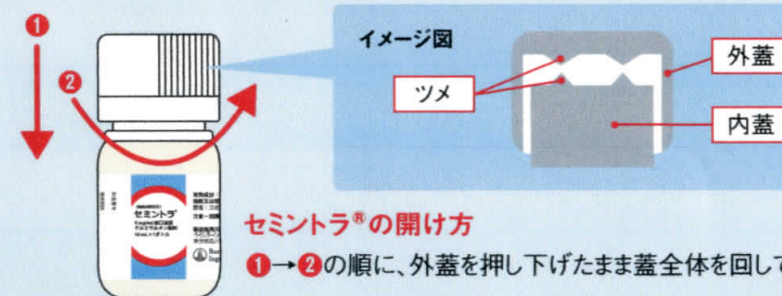 ❶
❷
イメージ図
ツメ
外蓋
内蓋
セミントラ
セミントラ®の開け方
❶→❷の順に、外蓋を押し下げたまま蓋全体を回して